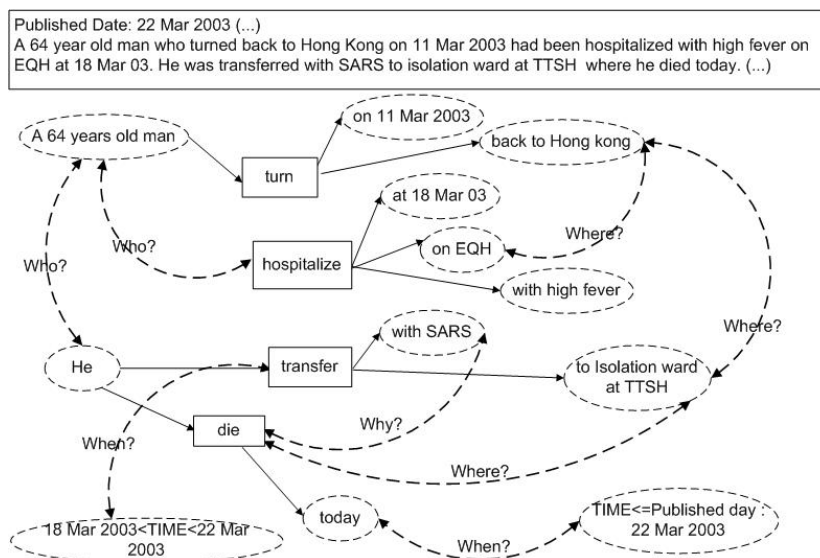 Published Date: 22 Mar 2003 (...)
A 64 year old man who turned back to Hong Kong on 11 Mar 2003 had been hospitalized with high fever on
EQH at 18 Mar 03. He was transferred with SARS to isolation ward at TTSH where he died today. (...)
on 11 Mar 2003
A 64 years old man
back to Hong kong
turn
at 18 Mar 03
Who?
Where?
on EQH
hospitalize
Who?
with high fever
Where?
with SARS
He
transfer
to Isolation ward
at TTSH
Why?
die
When?
Where?
today
TIME<=Published day :
22 Mar 2003
18 Mar 2003<TIME<22 Mar
2003
When?